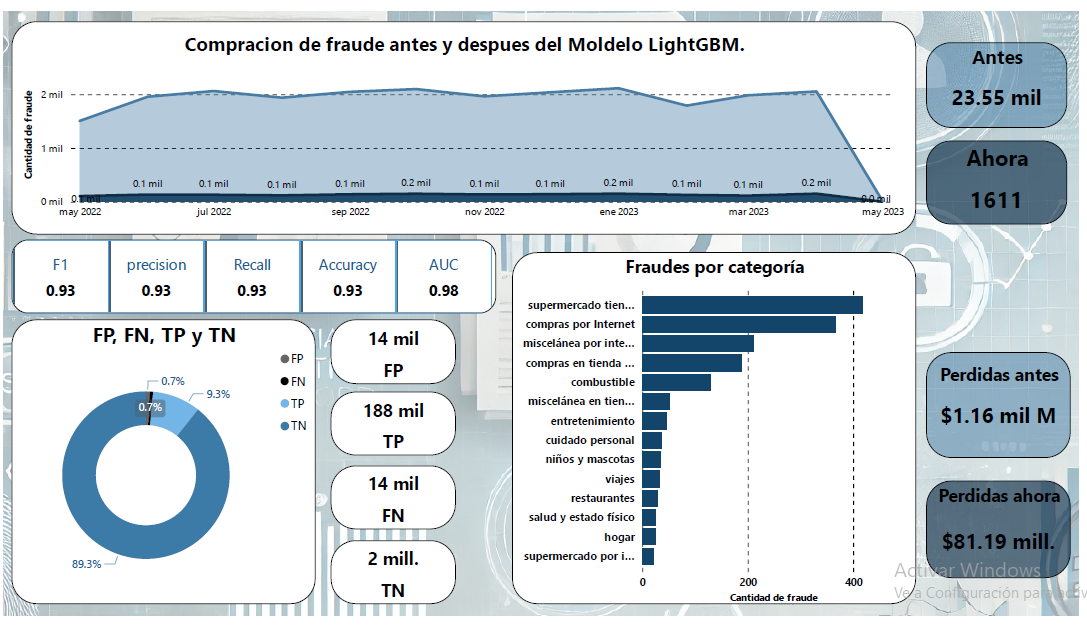 Compracion de fraude antes y despues del Moldelo LightGBM.
Cantidad de fraude
2 mil
1 mil
0 mil
0.1 mil
0.1 mil
0.1 mil
0.1 mil
0.1 mil
0.2 mil
0.1 mil
0.1 mil
0.2 mil
0.1 mil
0.1 mil
0.2 mil
0.0 mil
may 2022
jul 2022
sep 2022
nov 2022
ene 2023
mar 2023
may 2023
Antes
23.55 mil
Ahora
1611
F1
0.93
precision
0.93
Recall
0.93
Accuracy
0.93
AUC
0.98
FP, FN, TP y TN
FP
FN
TP
TN
0.7%
0.7%
9.3%
89.3%
14 mil
FP
188 mil
TP
14 mil
FN
2 mill.
TN
Fraudes por categoría
supermercado tien...
compras por Internet
miscelánea por inte...
compras en tienda ...
combustible
miscelánea en tien...
entretenimiento
cuidado personal
niños y mascotas
viajes
restaurantes
salud y estado físico
hogar
supermercado por i...
0
200
400
Cantidad de fraude
Perdidas antes
$1.16 mil M
Perdidas ahora
$81.19 mill.
Activar Windows
Ve a Configuración para activ